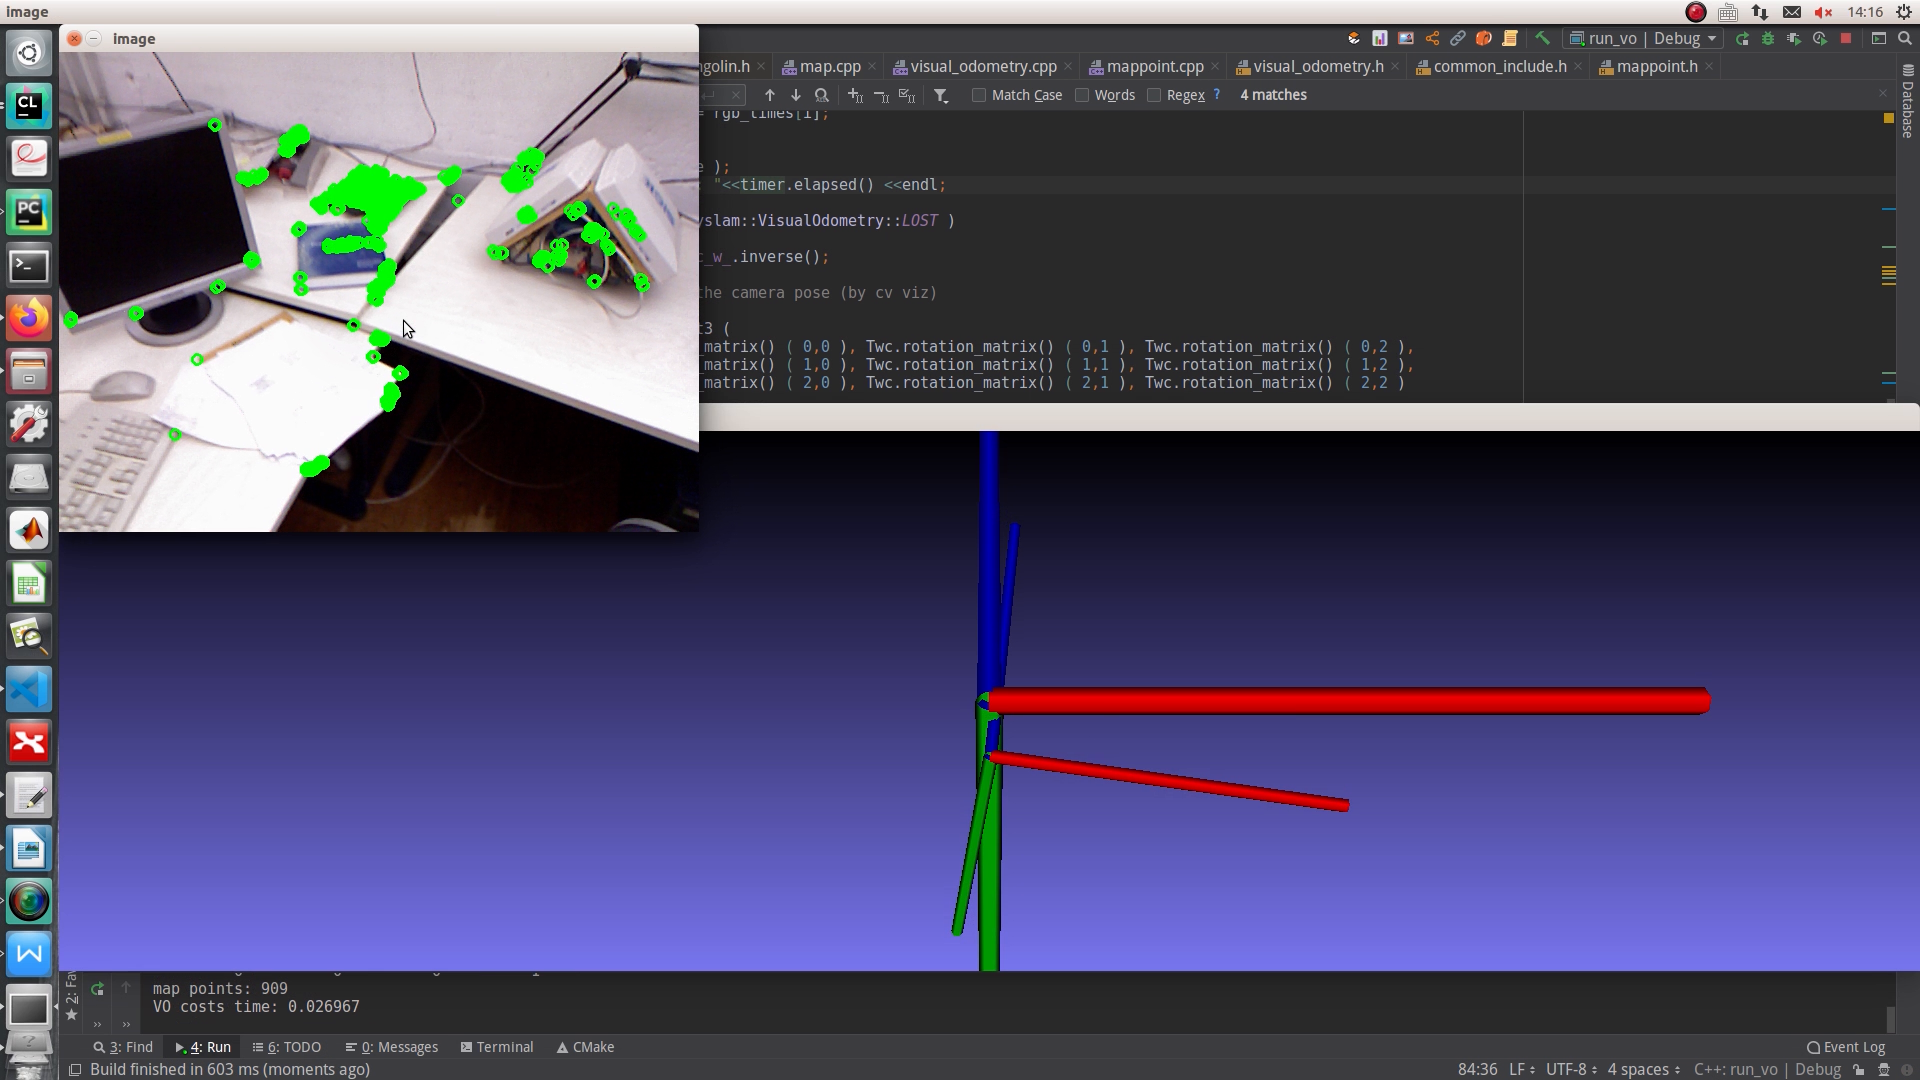 image
14:16
image
run_vo | Debug
golin.h
map.cpp
visual_odometry.cpp
mappoint.cpp
visual_odometry.h
common_include.h
mappoint.h
Match Case
Words
Regex
?
4 matches
Database
= rgb_times[i];
e );
"<<timer.elapsed() <<endl;
yslam::VisualOdometry::LOST )
c_w_.inverse();
the camera pose (by cv viz)
t3 (
_matrix() ( 0,0 ), Twc.rotation_matrix() ( 0,1 ), Twc.rotation_matrix() ( 0,2 ),
_matrix() ( 1,0 ), Twc.rotation_matrix() ( 1,1 ), Twc.rotation_matrix() ( 1,2 ),
_matrix() ( 2,0 ), Twc.rotation_matrix() ( 2,1 ), Twc.rotation_matrix() ( 2,2 )
CL
PC
2: Fav
map points: 909
VO costs time: 0.026967
3: Find
4: Run
6: TODO
0: Messages
Terminal
CMake
Event Log
Build finished in 603 ms (moments ago)
84:36
LF
UTF-8
4 spaces
C++: run_vo | Debug